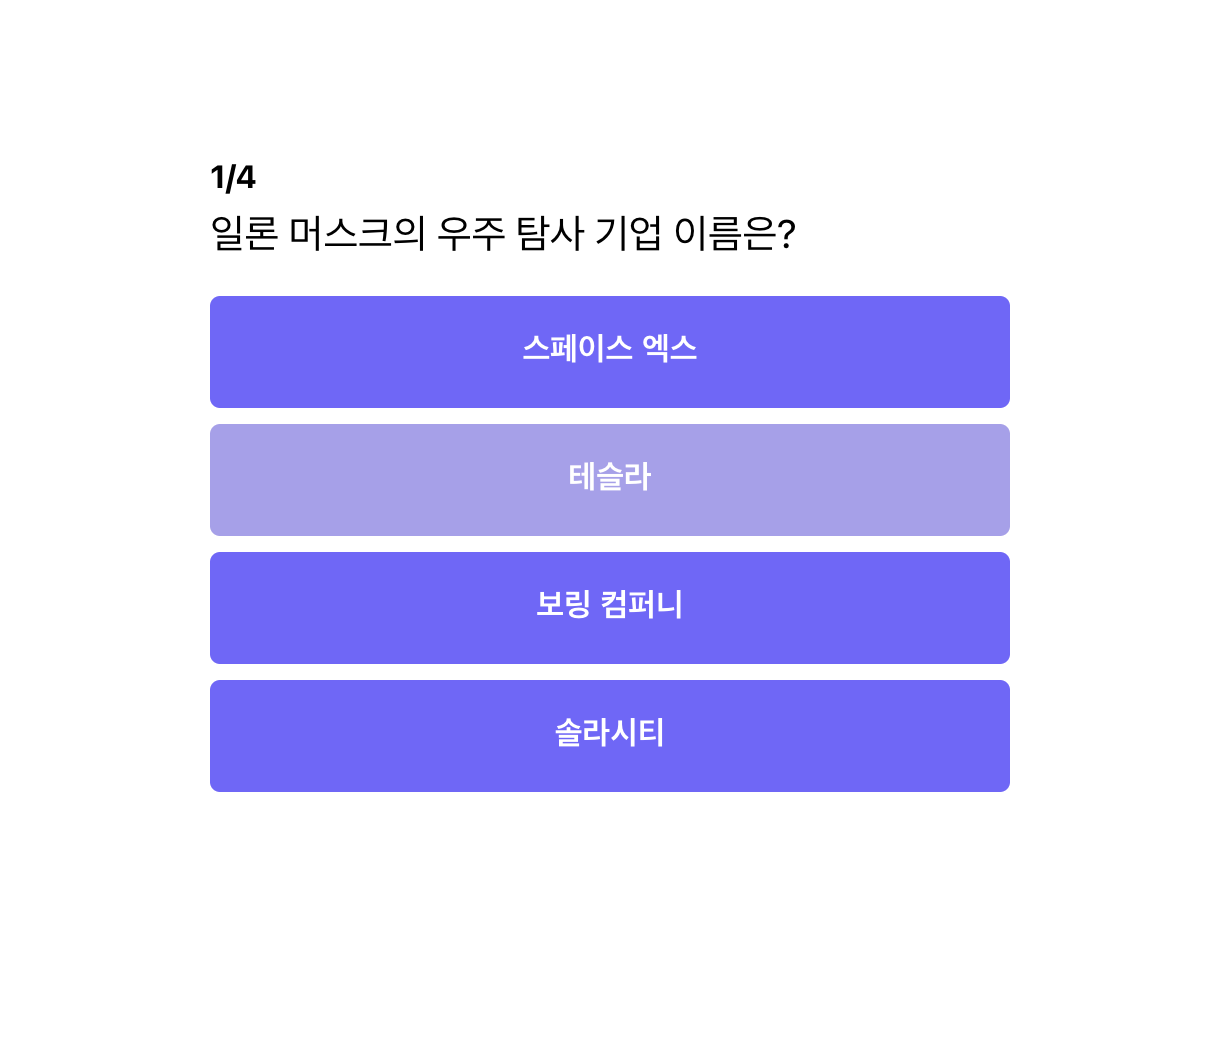 1/4
일론 머스크의 우주 탐사 기업 이름은?
스페이스 엑스
테슬라
보링 컴퍼니
솔라시티